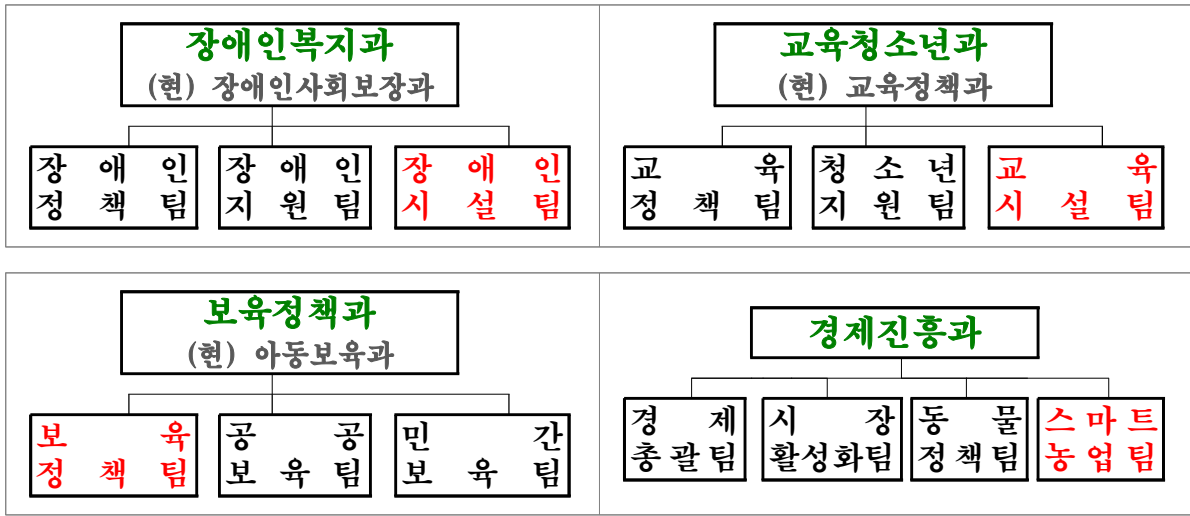 장애인복지과
(현) 장애인사회보장과
장애인
정책팀
장애인
지원팀
장애인
시설팀
교육청소년과
(현) 교육정책과
교육
정책팀
청소년
지원팀
교육
시설팀
보육정책과
(현) 아동보육과
보육
정책팀
공공
보육팀
민간
보육팀
경제진흥과
경제
총괄팀
시장
활성화팀
동물
정책팀
스마트
농업팀